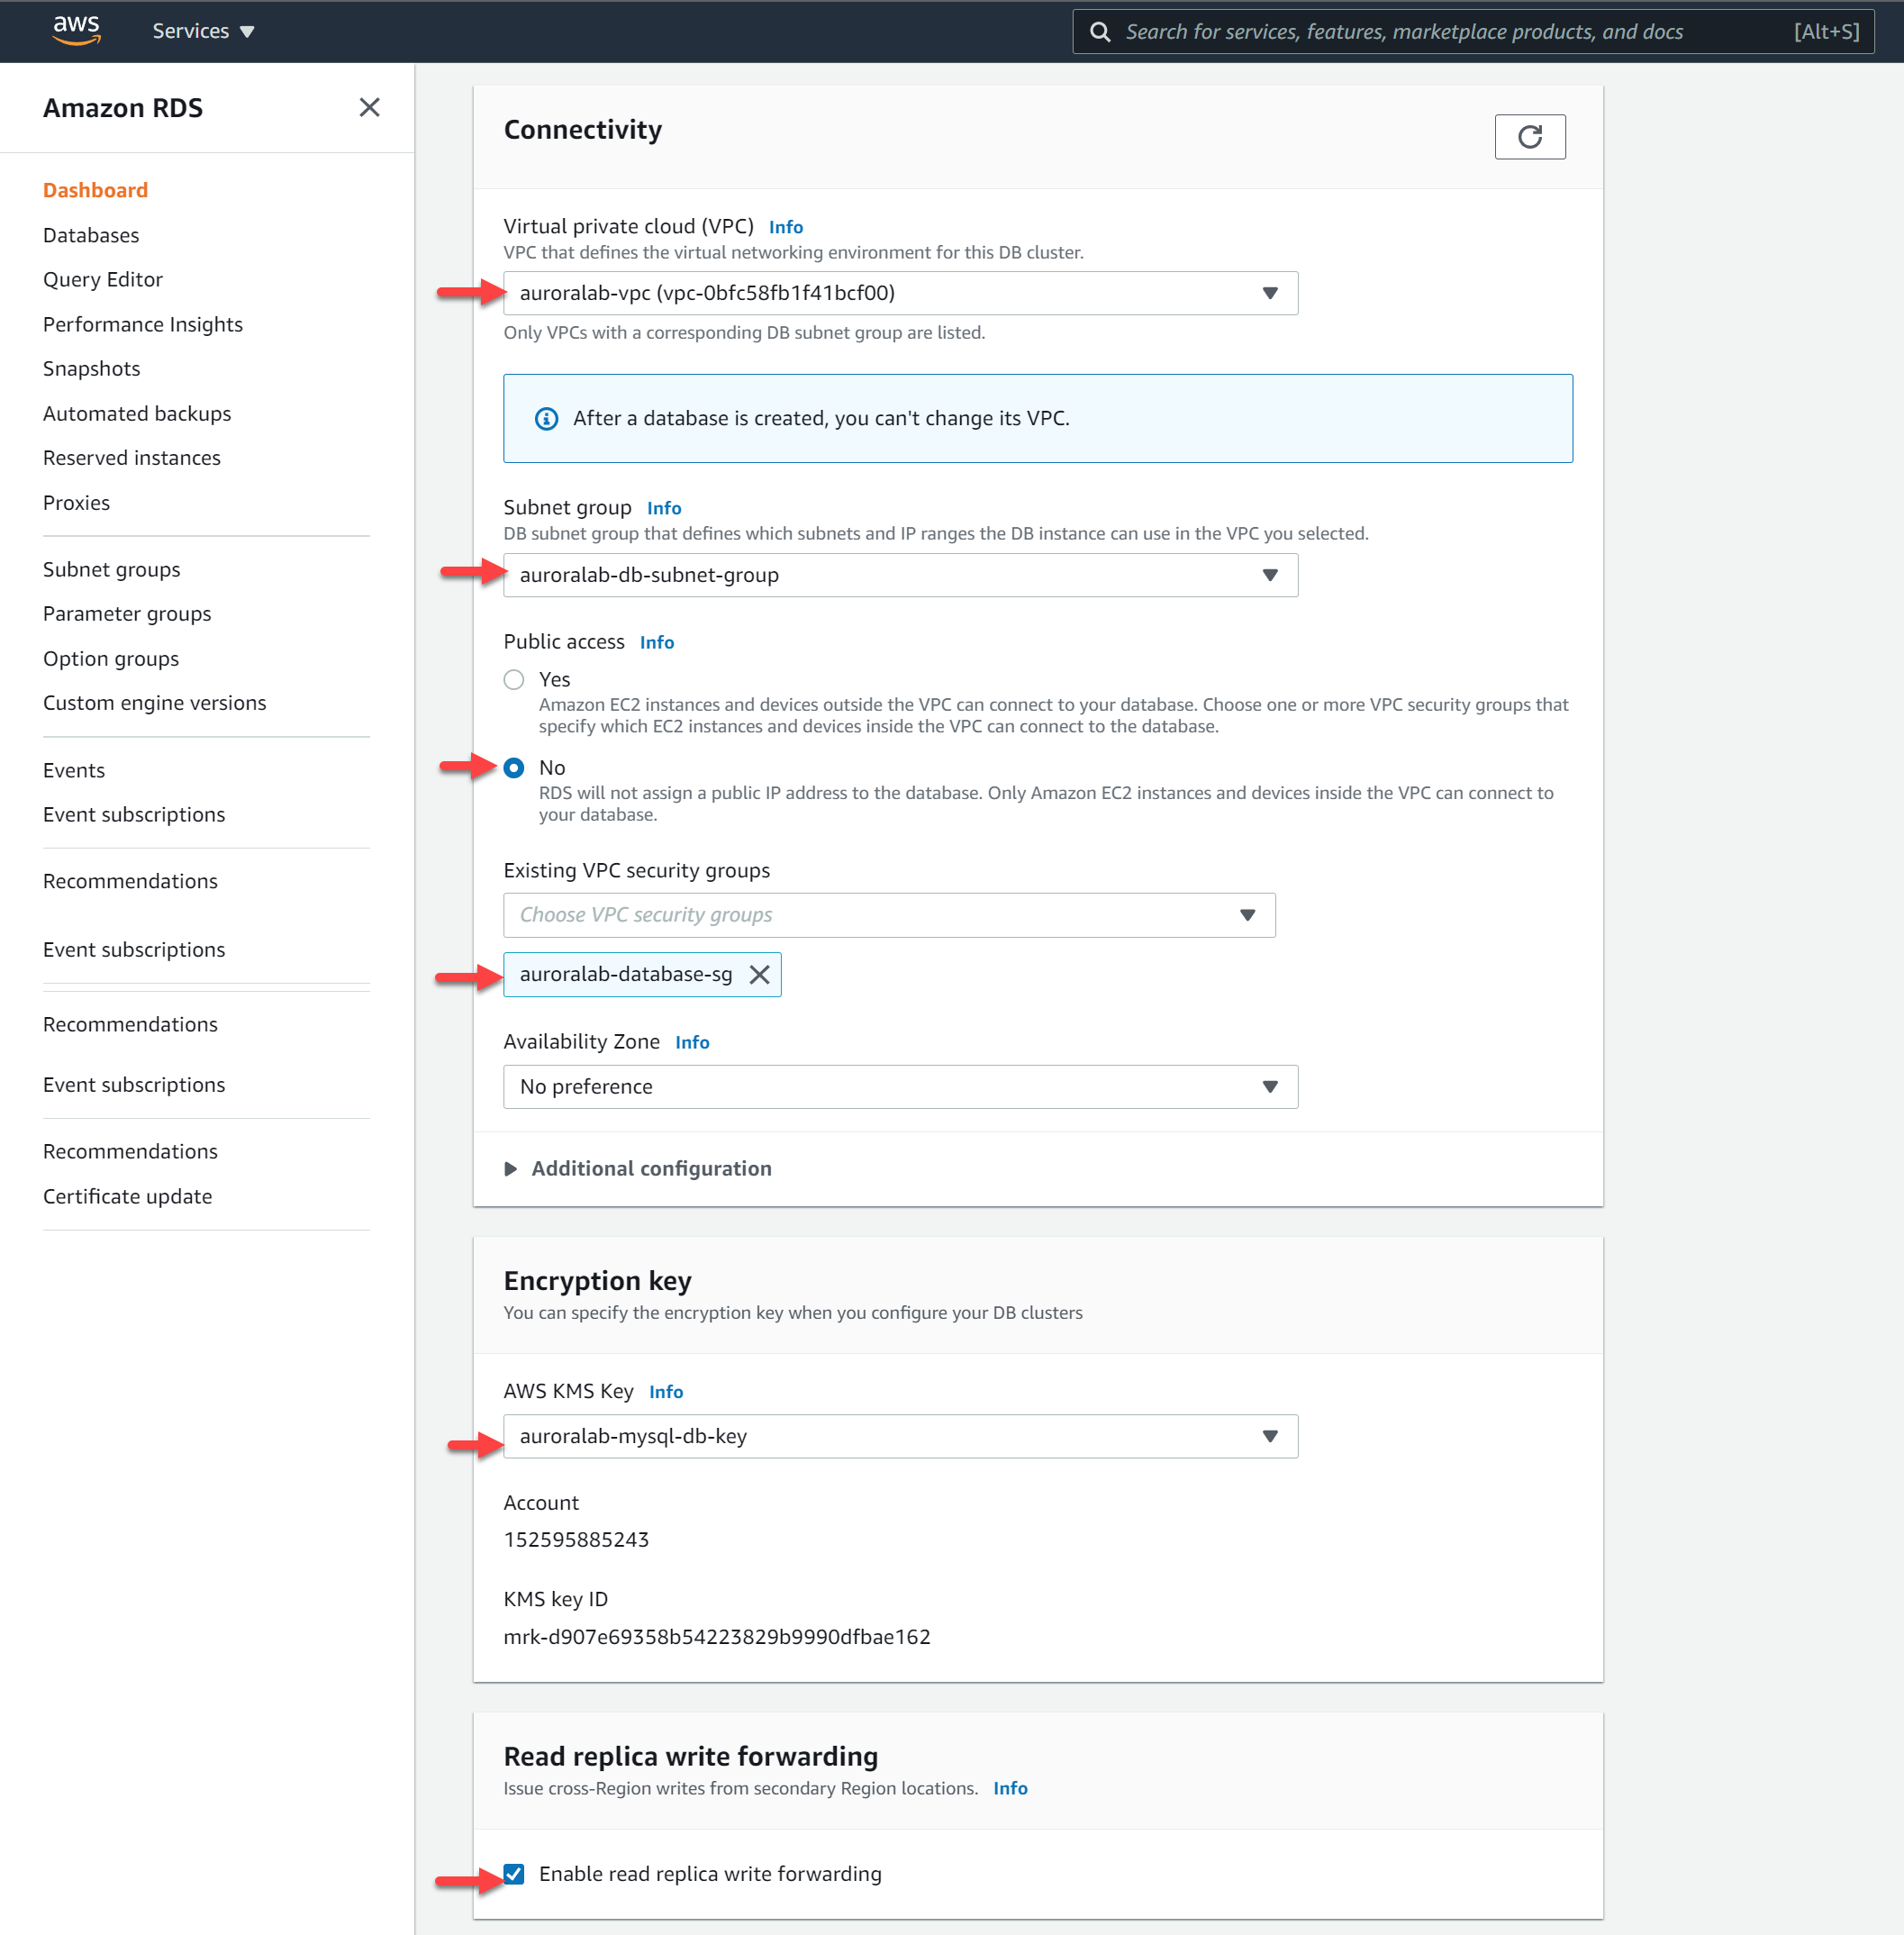 aws
Services
Search for services, features, marketplace products, and docs
[Alt+S]
Amazon RDS
Dashboard
Databases
Query Editor
Performance Insights
Snapshots
Automated backups
Reserved instances
Proxies
Subnet groups
Parameter groups
Option groups
Custom engine versions
Events
Event subscriptions
Recommendations
Event subscriptions
Recommendations
Event subscriptions
Recommendations
Certificate update
Connectivity
Virtual private cloud (VPC) Info
VPC that defines the virtual networking environment for this DB cluster.
auroralab-vpc (vpc-0bfc58fb1f41bcf00)
Only VPCs with a corresponding DB subnet group are listed.
After a database is created, you can't change its VPC.
Subnet group Info
DB subnet group that defines which subnets and IP ranges the DB instance can use in the VPC you selected.
auroralab-db-subnet-group
Public access Info
Yes
Amazon EC2 instances and devices outside the VPC can connect to your database. Choose one or more VPC security groups that
specify which EC2 instances and devices inside the VPC can connect to the database.
No
RDS will not assign a public IP address to the database. Only Amazon EC2 instances and devices inside the VPC can connect to
your database.
Existing VPC security groups
Choose VPC security groups
auroralab-database-sg
Availability Zone Info
No preference
Additional configuration
Encryption key
You can specify the encryption key when you configure your DB clusters
AWS KMS Key Info
auroralab-mysql-db-key
Account
152595885243
KMS key ID
mrk-d907e69358b54223829b9990dfbae162
Read replica write forwarding
Issue cross-Region writes from secondary Region locations. Info
Enable read replica write forwarding